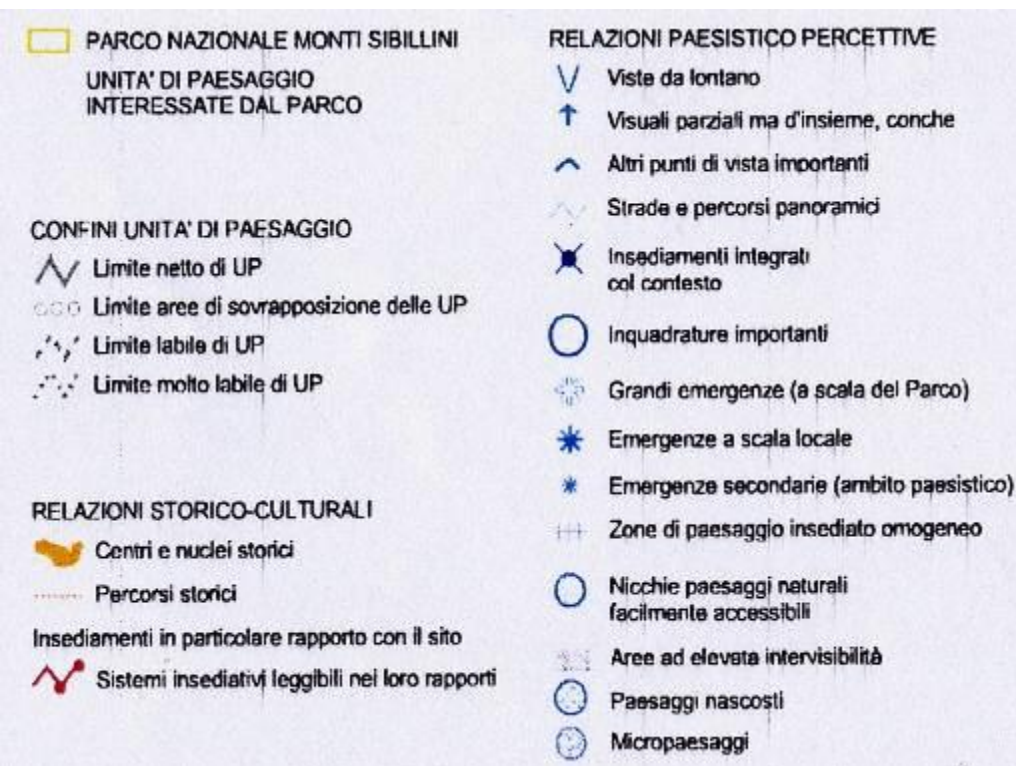 PARCO NAZIONALE MONTI SIBILLINI
UNITA' DI PAESAGGIO
INTERESSATE DAL PARCO
CONFINI UNITA' DI PAESAGGIO
Limite netto di UP
Limite aree di sovrapposizione delle UP
Limite labile di UP
Limite molto labile di UP
RELAZIONI STORICO-CULTURALI
Centri e nuclei storici
Percorsi storici
Insediamenti in particolare rapporto con il sito
Sistemi insediativi leggibili nei loro rapporti
RELAZIONI PAESISTICO PERCETTIVE
Viste da lontano
Visuali parziali ma d'insieme, conche
Altri punti di vista importanti
Strade e percorsi panoramici
Insediamenti integrati
col contesto
Inquadrature importanti
Grandi emergenze (a scala del Parco)
Emergenze a scala locale
Emergenze secondarie (ambito paesistico)
Zone di paesaggio insediato omogeneo
Nicchie paesaggi naturali
facilmente accessibili
Aree ad elevata intervisibilità
Paesaggi nascosti
Micropaesaggi